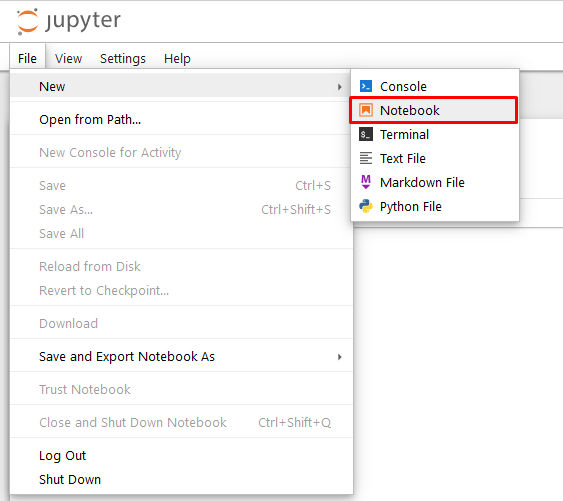 jupyter
File View Settings Help
New
Open from Path...
New Console for Activity
Save Ctrl+S
Save As... Ctrl+Shift+S
Save All
Reload from Disk
Revert to Checkpoint...
Download
Save and Export Notebook As
Trust Notebook
Close and Shut Down Notebook Ctrl+Shift+Q
Log Out
Shut Down
Console
Notebook
$_ Terminal
Text File
M Markdown File
Python File